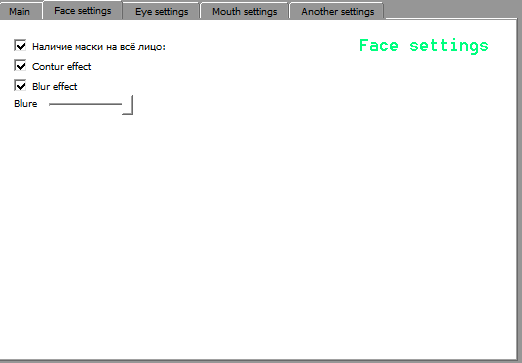 Main Face settings Eye settings Mouth settings Another settings
Face settings
Наличие маски на всё лицо:
Contur effect
Blur effect
Blure